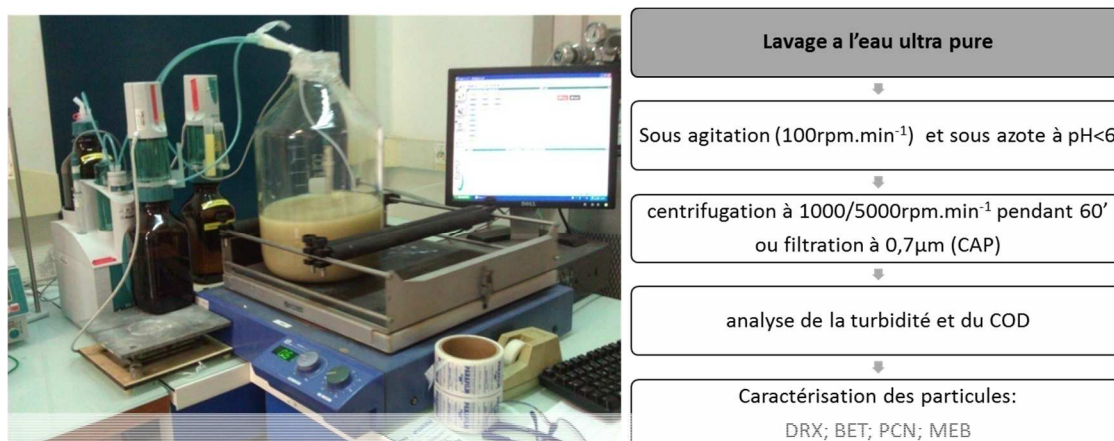 Lavage a l'eau ultra pure
Sous agitation (100rpm.min⁻¹) et sous azote à pH<6
centrifugation à 1000/5000rpm.min⁻¹ pendant 60'
ou filtration à 0,7µm (CAP)
analyse de la turbidité et du COD
Caractérisation des particules:
DRX; BET; PCN; MEB